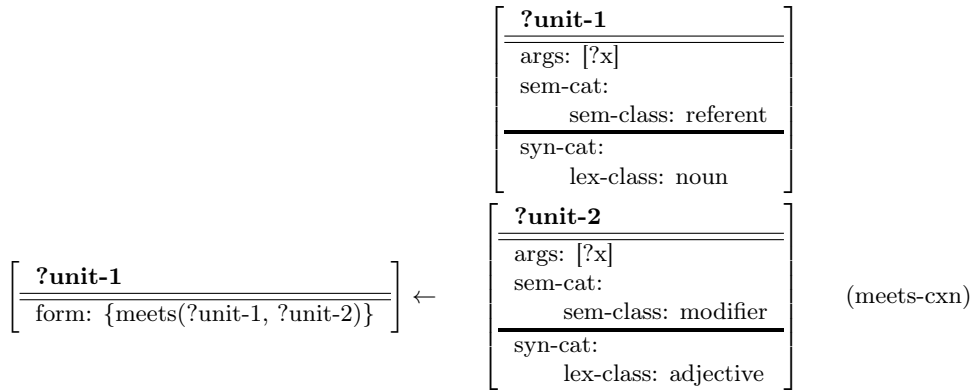 ?unit-1
args: [?x]
sem-cat:
sem-class: referent
syn-cat:
lex-class: noun
?unit-1
form: {meets(?unit-1, ?unit-2)}
←
?unit-2
args: [?x]
sem-cat:
sem-class: modifier
syn-cat:
lex-class: adjective
(meets-cxn)